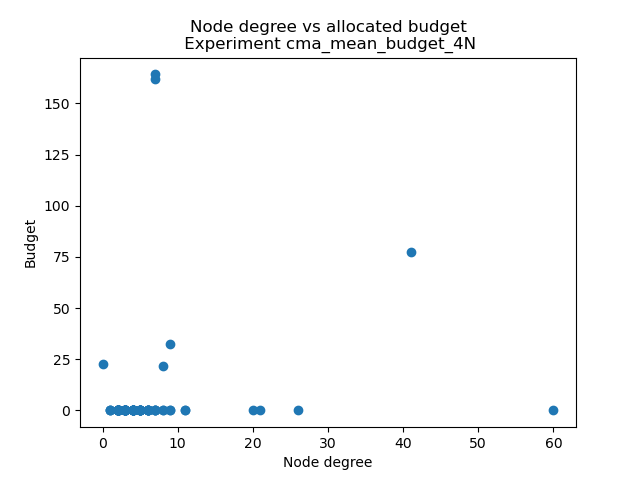 Node degree vs allocated budget
Experiment cma_mean_budget_4N
150
125
100
75
50
25
0
Budget
0 10 20 30 40 50 60
Node degree